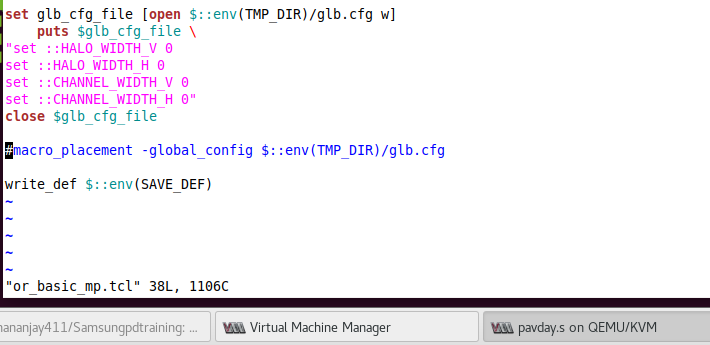 set glb_cfg_file [open $::env(TMP_DIR)/glb.cfg w]
    puts $glb_cfg_file \
"set ::HALO_WIDTH_V 0
set ::HALO_WIDTH_H 0
set ::CHANNEL_WIDTH_V 0
set ::CHANNEL_WIDTH_H 0"
close $glb_cfg_file
#macro_placement -global_config $::env(TMP_DIR)/glb.cfg
write_def $::env(SAVE_DEF)
~
~
~
~
~
"or_basic_mp.tcl" 38L, 1106C
nananjay411/Samsungpdtraining: ...
Virtual Machine Manager
pavday.s on QEMU/KVM